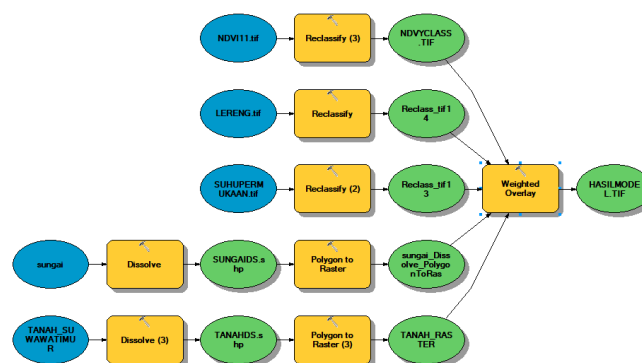 NDVI11.tif
Reclassify (3)
NDVYCLASS
.TIF
LERENG.tif
Reclassify
Reclass_tif1
4
SUHUPERM
UKAAN.tif
Reclassify (2)
Reclass_tif1
3
Weighted
Overlay
HASILMODE
L.TIF
sungai
Dissolve
SUNGAIDS.s
hp
Polygon to
Raster
sungai_Diss
olve_Polygo
nToRas
TANAH_SU
WAWATIMU
R
Dissolve (3)
TANAHDS.s
hp
Polygon to
Raster (3)
TANAH_RAS
TER